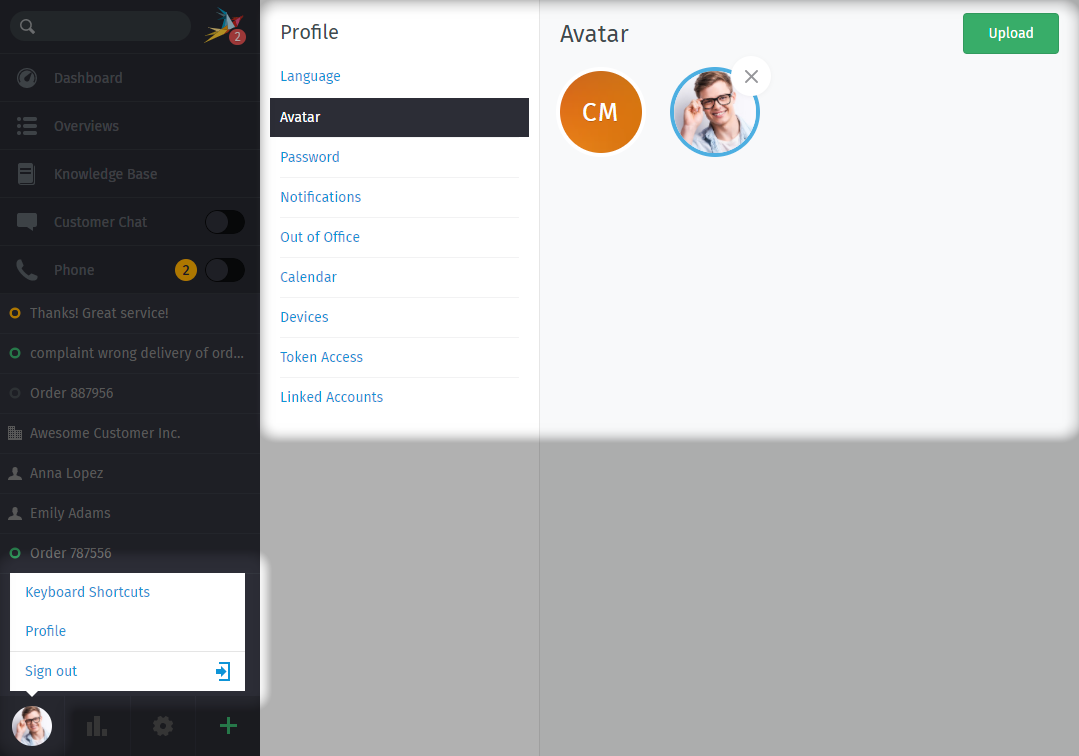 2
Dashboard
Overviews
Knowledge Base
Customer Chat
Phone 2
Thanks! Great service!
complaint wrong delivery of ord...
Order 887956
Awesome Customer Inc.
Anna Lopez
Emily Adams
Order 787556
Keyboard Shortcuts
Profile
Sign out
Profile
Language
Avatar
Password
Notifications
Out of Office
Calendar
Devices
Token Access
Linked Accounts
Avatar
Upload
CM